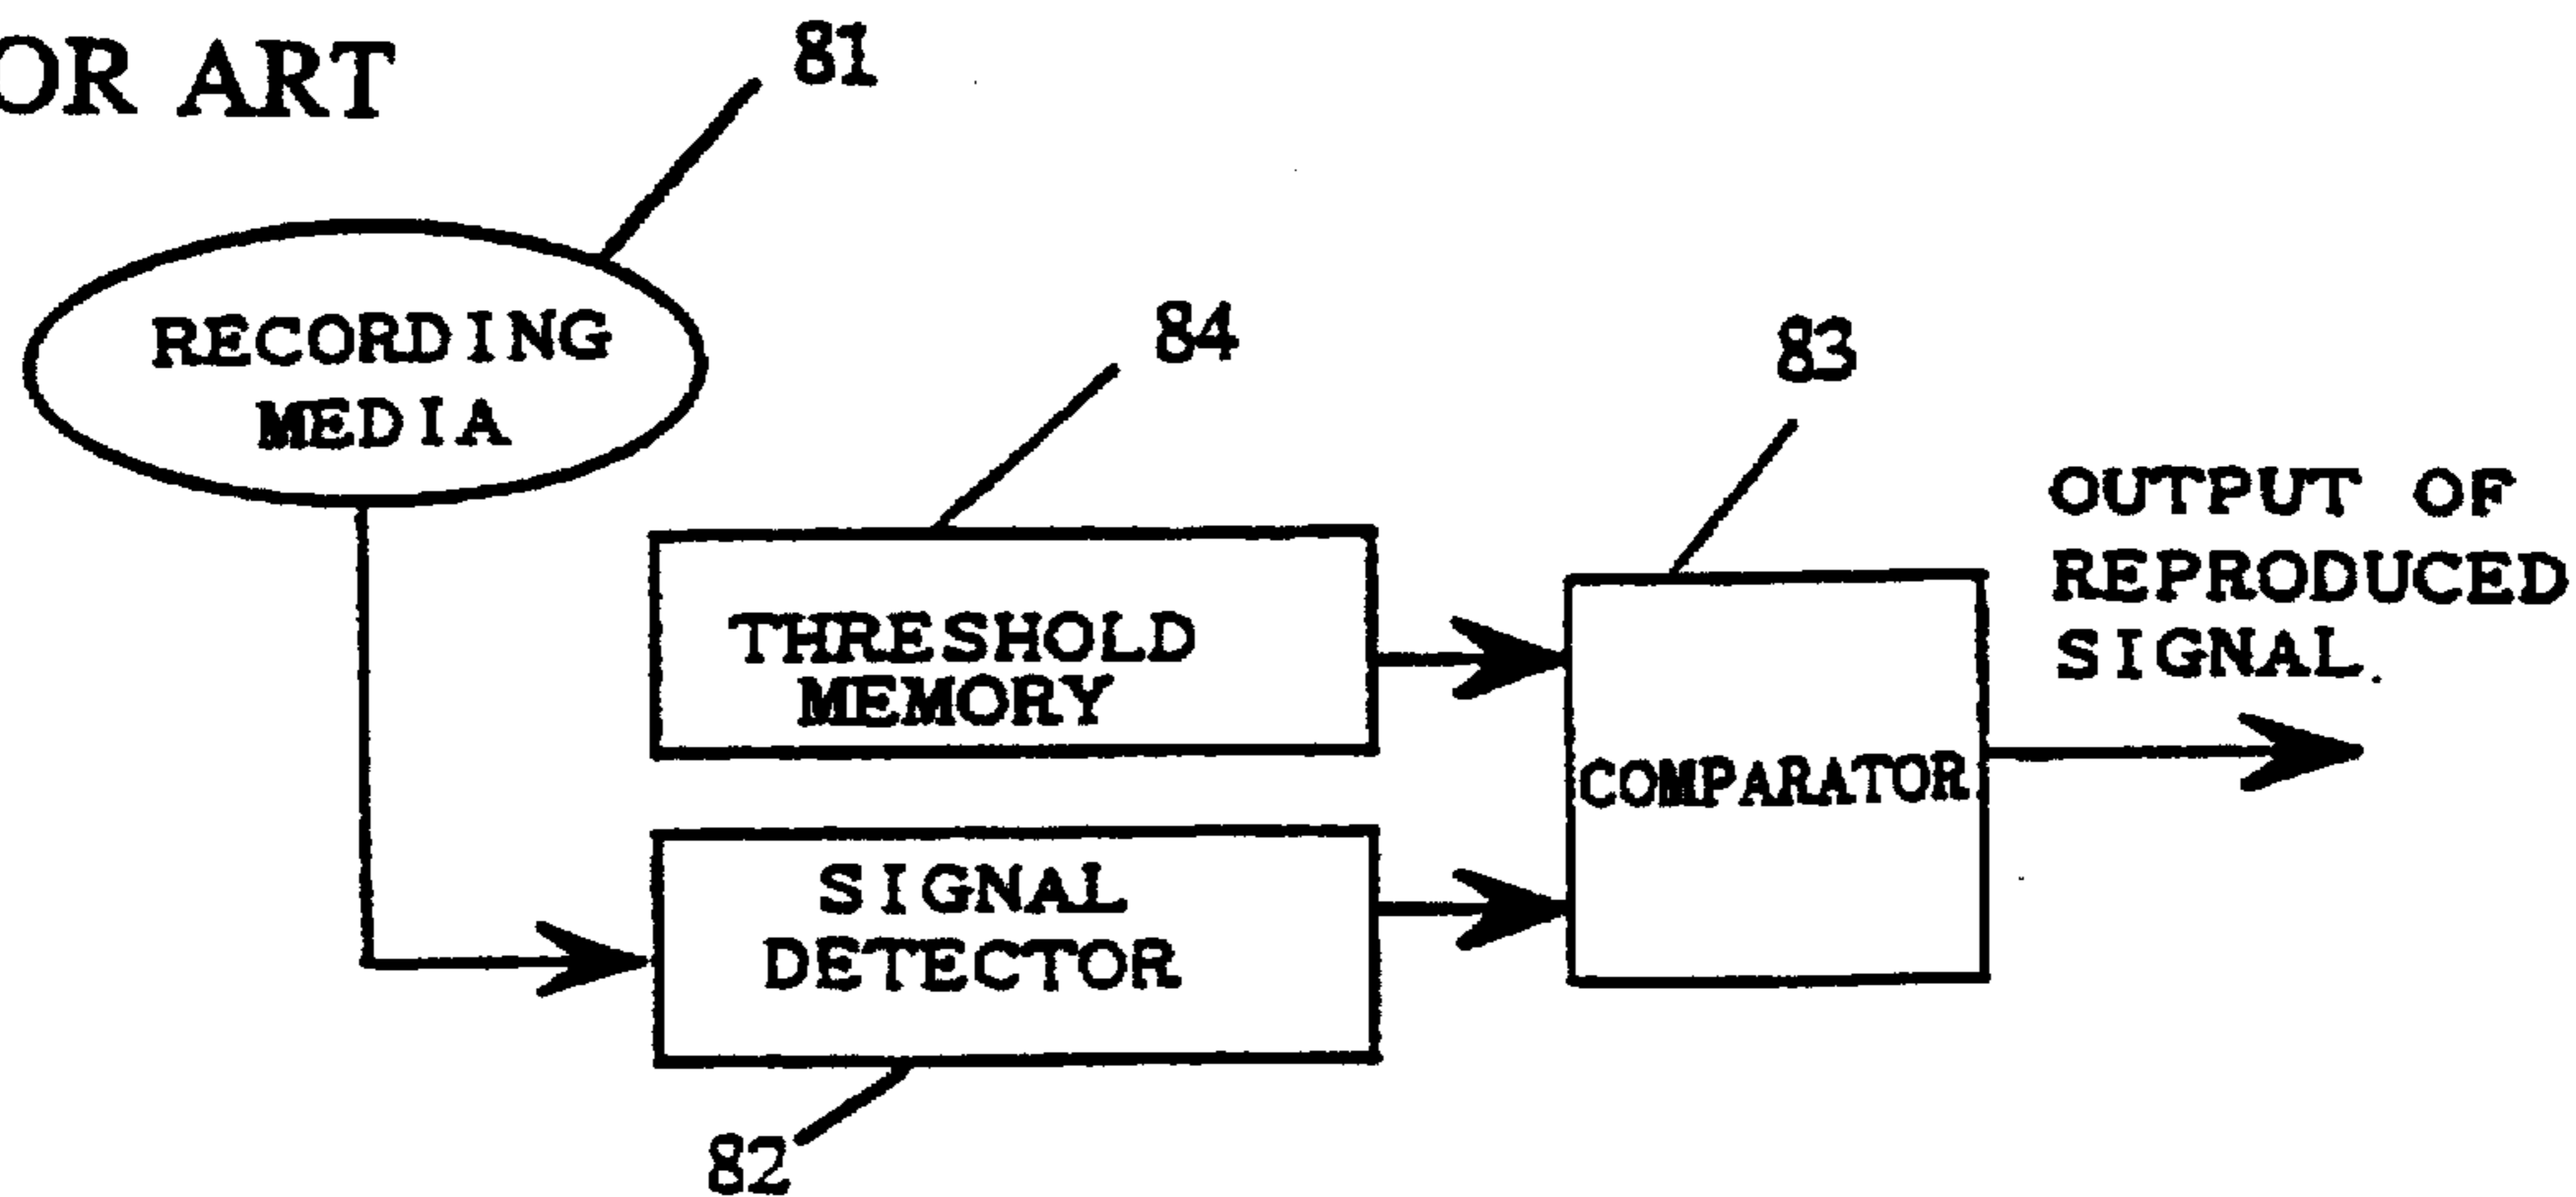 OR ART
81
RECORDING
MEDIA
84
83
THRESHOLD
MEMORY
COMPARATOR
OUTPUT OF
REPRODUCED
SIGNAL.
SIGNAL
DETECTOR
82